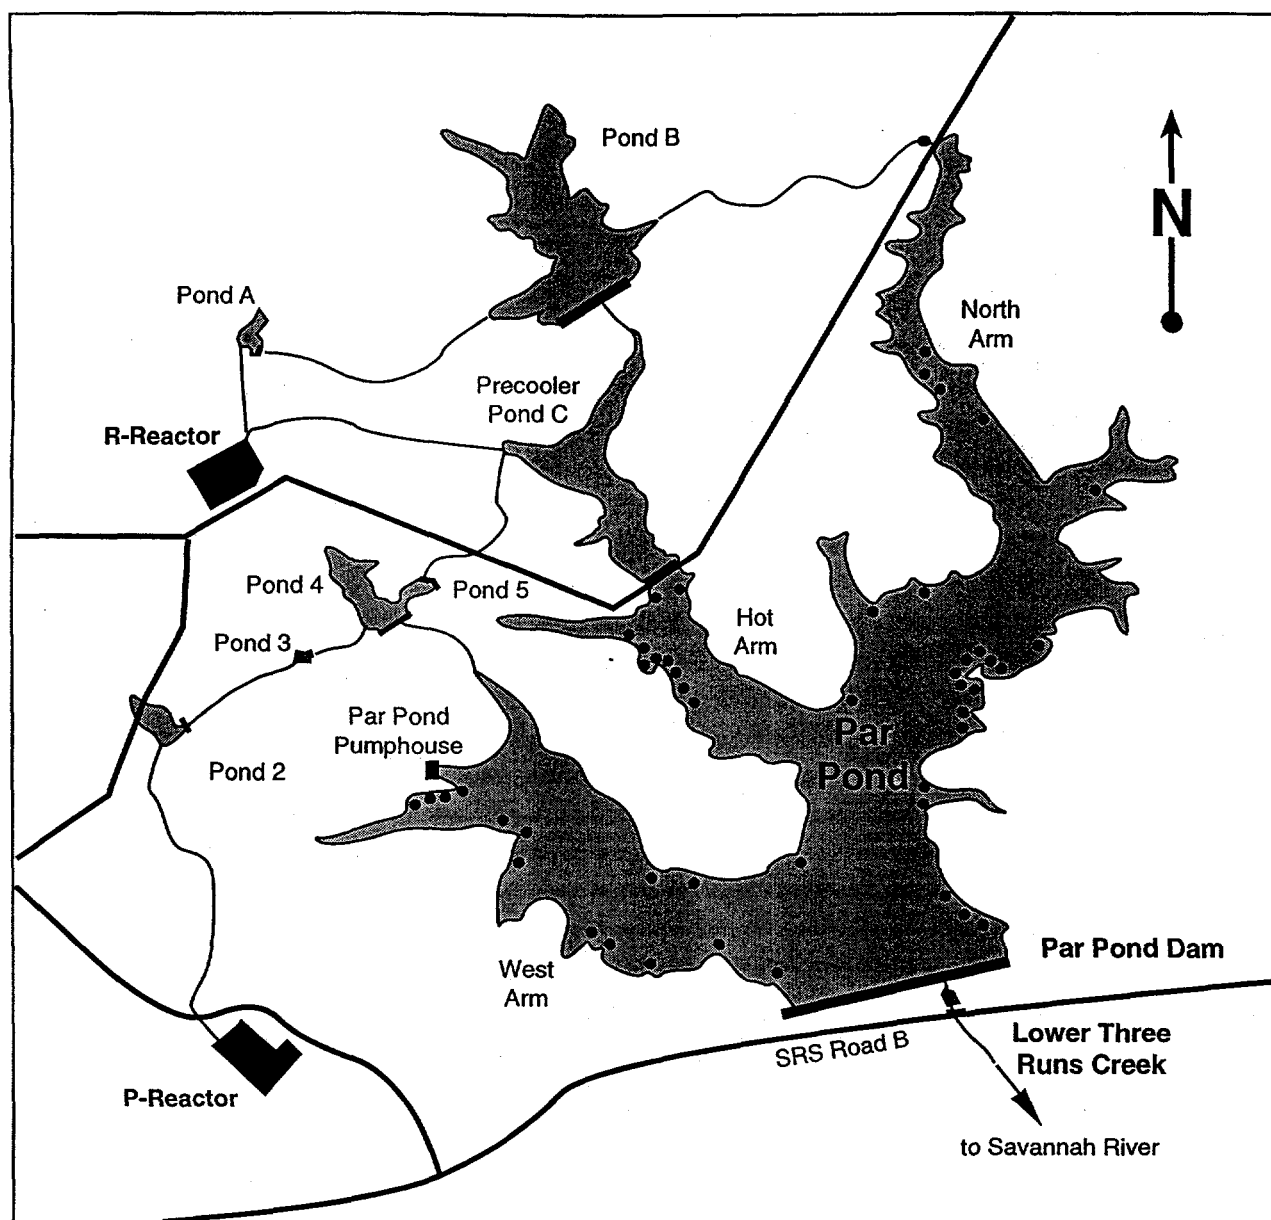 Pond B
N
Pond A
North
Arm
Precooler
Pond C
R-Reactor
Pond 4
Pond 5
Hot
Arm
Pond 3
Par Pond
Pumphouse
Par
Pond
Pond 2
Par Pond Dam
West
Arm
Lower Three
Runs Creek
SRS Road B
P-Reactor
to Savannah River